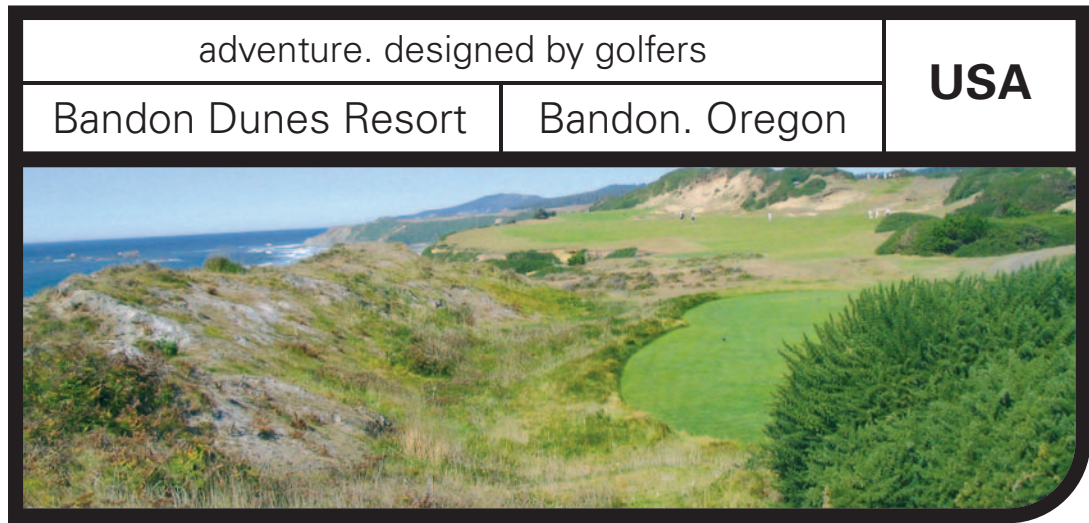 adventure. designed by golfers
USA
Bandon Dunes Resort
Bandon. Oregon